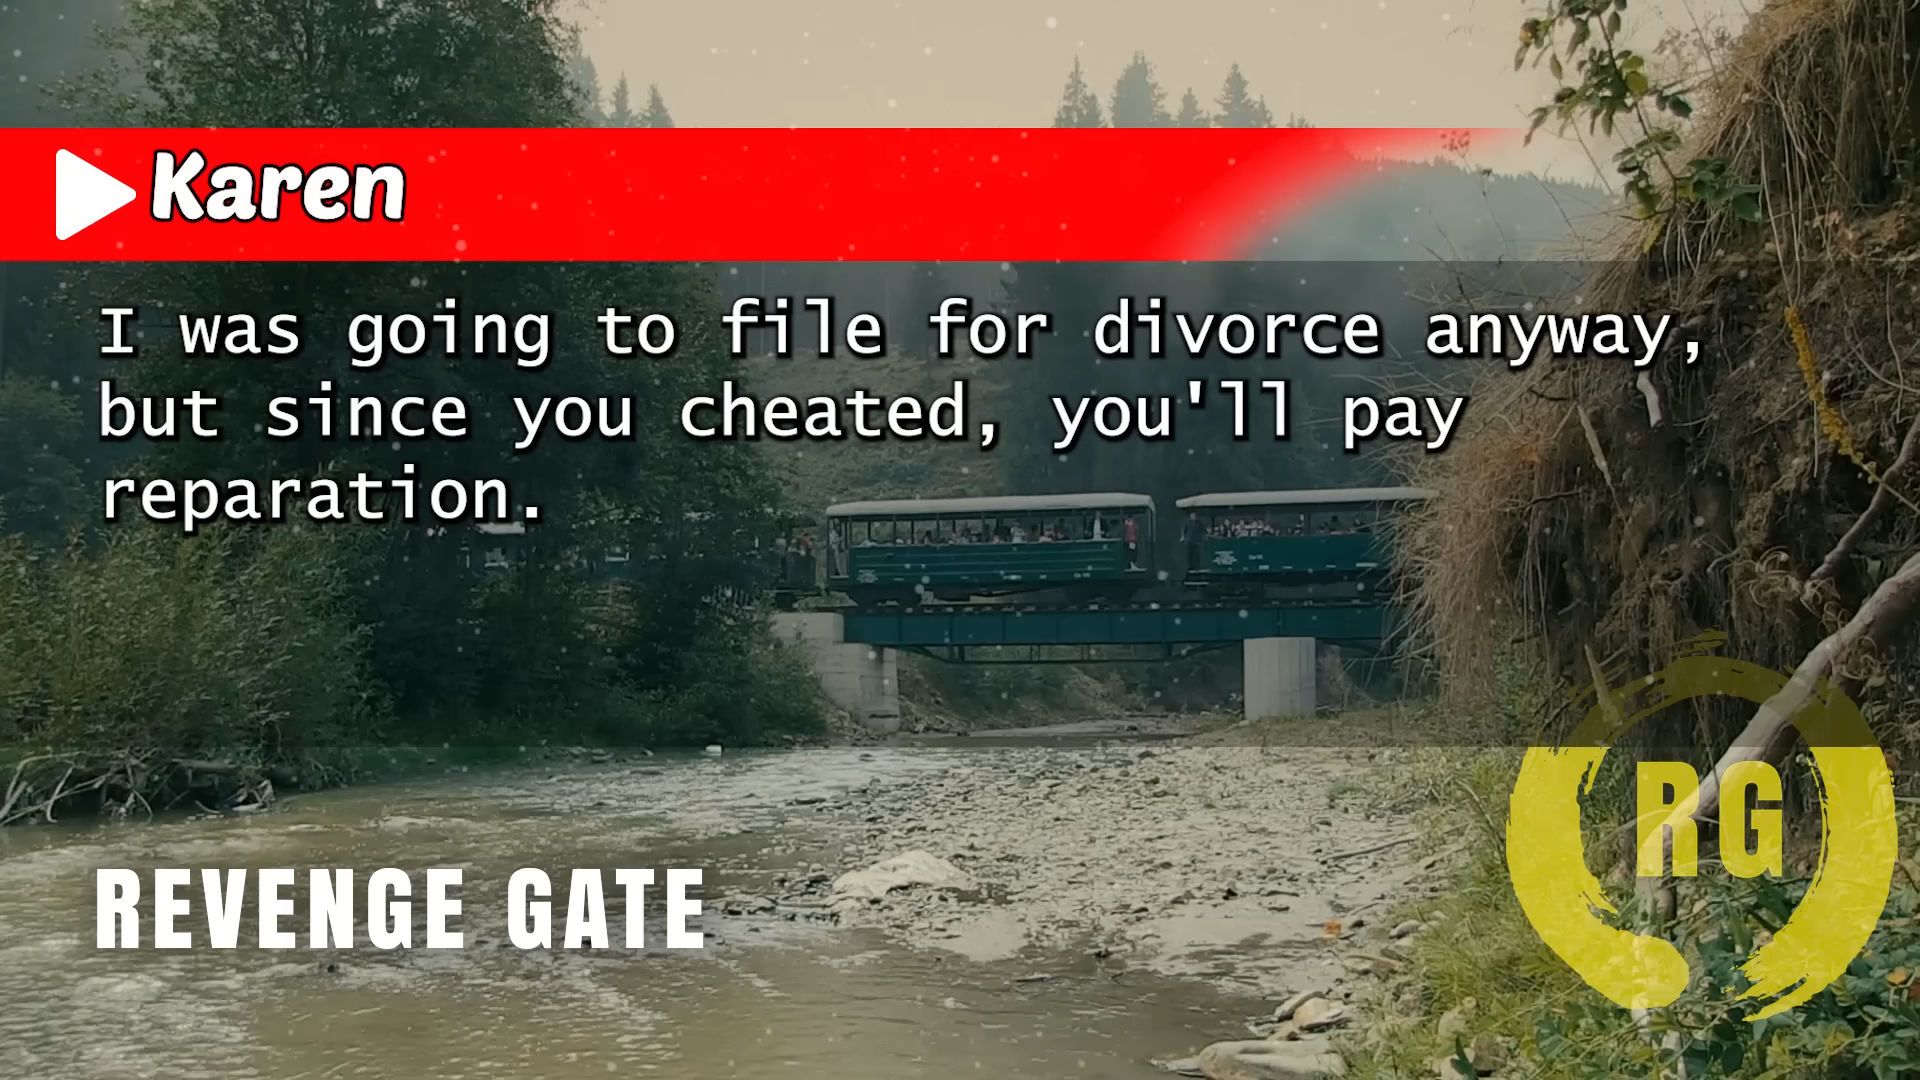 Karen
I was going to file for divorce anyway,
but since you cheated, you'll pay
reparation.
REVENGE GATE
RG